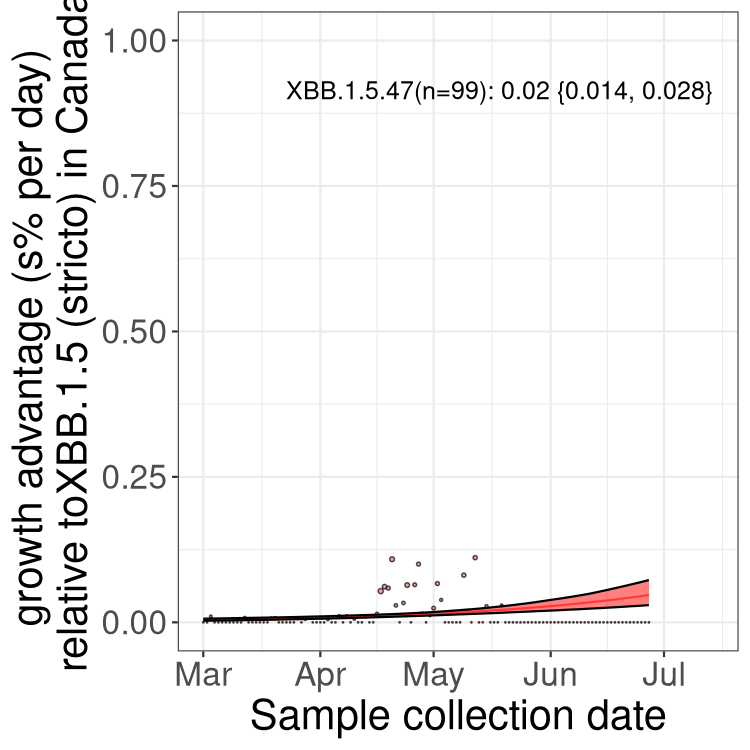 growth advantage (s% per day)
relative toXBB.1.5 (stricto) in Canada
1.00
0.75
0.50
0.25
0.00
XBB.1.5.47(n=99): 0.02 {0.014, 0.028}
Mar Apr May Jun Jul
Sample collection date